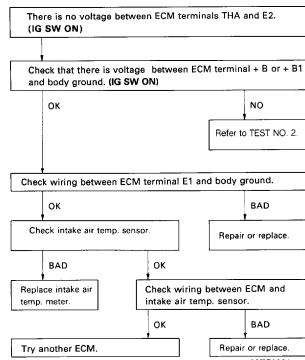 There is no voltage between ECM terminals THA and E2.
(IG SW ON)
Check that there is voltage between ECM terminal + B or + B1
and body ground. (IG SW ON)
OK
NO
Refer to TEST NO. 2.
Check wiring between ECM terminal E1 and body ground.
OK
BAD
Check intake air temp. sensor.
Repair or replace.
BAD
OK
Replace intake air
temp. meter.
Check wiring between ECM and
intake air temp. sensor.
OK
BAD
Try another ECM.
Repair or replace.